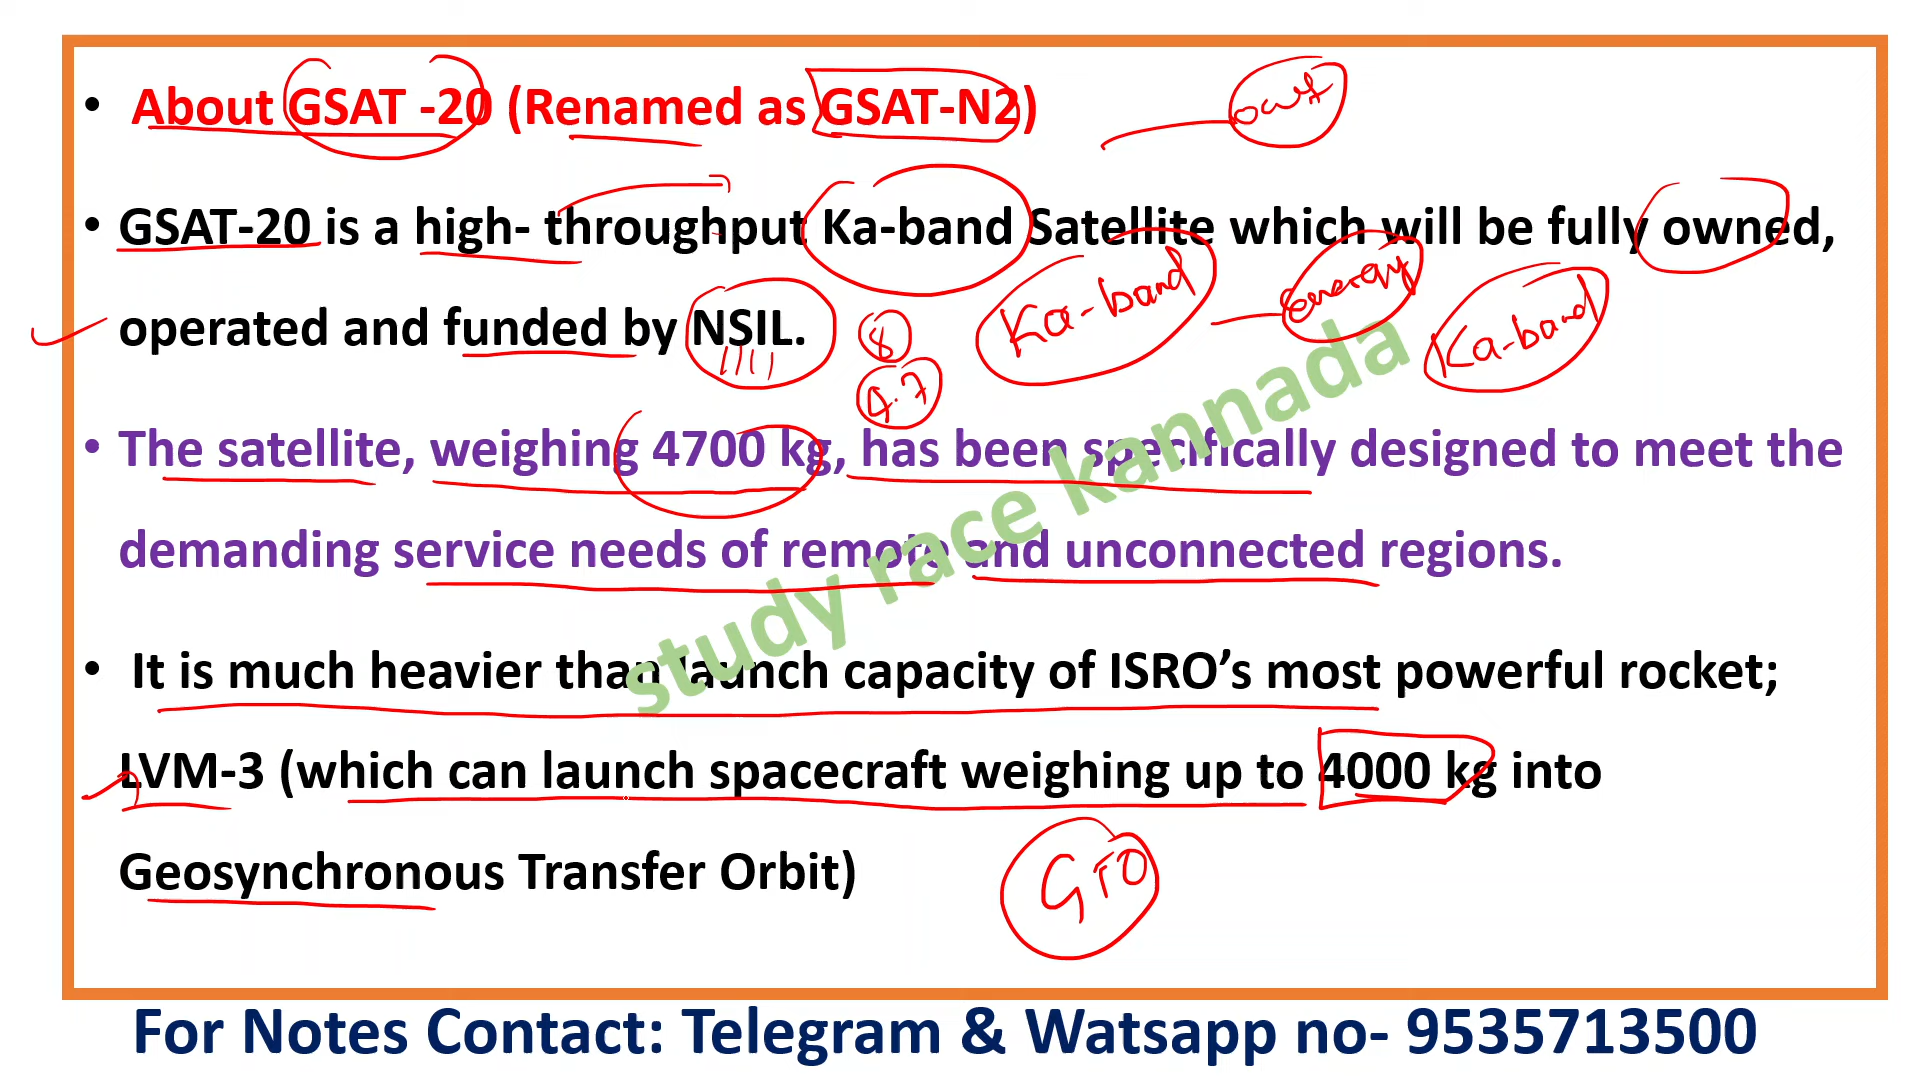 • About GSAT -20 (Renamed as GSAT-N2)
• GSAT-20 is a high- throughput Ka-band Satellite which will be fully owned,
operated and funded by NSIL.
8
4.7
Ka-band
energy
Ka-band
• The satellite, weighing 4700 kg, has been specifically designed to meet the
demanding service needs of remote and unconnected regions.
• It is much heavier than launch capacity of ISRO’s most powerful rocket;
LVM-3 (which can launch spacecraft weighing up to 4000 kg into
Geosynchronous Transfer Orbit)
GTO
study race kannada
For Notes Contact: Telegram & Watsapp no- 9535713500